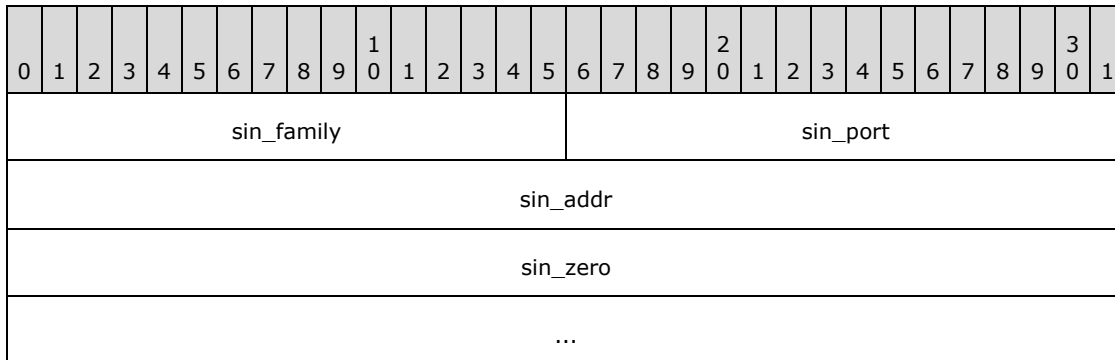 1 2 3
0 1 2 3 4 5 6 7 8 9 0 1 2 3 4 5 6 7 8 9 0 1 2 3 4 5 6 7 8 9 0 1
sin_family sin_port
sin_addr
sin_zero
...